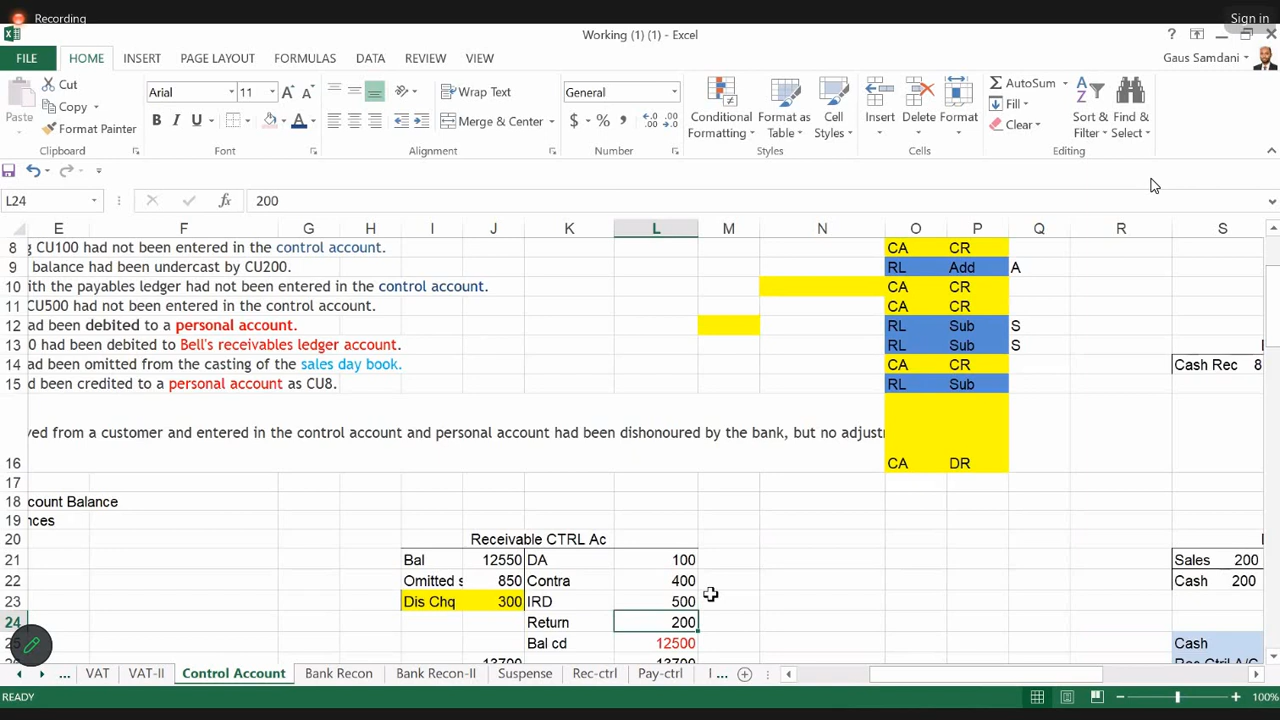 Recording
Sign in
Working (1) (1) - Excel
?
FILE HOME INSERT PAGE LAYOUT FORMULAS DATA REVIEW VIEW
Gaus Samdani
Paste
Cut
Copy
Format Painter
Clipboard
Arial 11
B I U
A
Font
Wrap Text
Merge & Center
Alignment
General
$ % ,
Number
Conditional Formatting
Format as Table
Cell Styles
Styles
Insert
Delete
Format
Cells
AutoSum
Fill
Clear
Sort & Filter
Find & Select
Editing
L24 fx 200
E F G H I J K L M N O P Q R S
8 g CU100 had not been entered in the control account. CA CR
9 balance had been undercast by CU200. RL Add A
10 with the payables ledger had not been entered in the control account. CA CR
11 CU500 had not been entered in the control account. CA CR
12 ad been debited to a personal account. RL Sub S
13 0 had been debited to Bell's receivables ledger account. RL Sub S
14 ad been omitted from the casting of the sales day book. CA CR Cash Rec 8
15 d been credited to a personal account as CU8. RL Sub
16 ved from a customer and entered in the control account and personal account had been dishonoured by the bank, but no adjustr CA DR
17
18 count Balance
19 nces
20 Receivable CTRL Ac
21 Bal 12550 DA 100 Sales 200
22 Omitted s 850 Contra 400 Cash 200
23 Dis Chq 300 IRD 500
24 Return 200
25 Bal cd 12500 Cash
13700 13700 Rec Ctrl A/C
... VAT VAT-II Control Account Bank Recon Bank Recon-II Suspense Rec-ctrl Pay-ctrl I ...
READY 100%